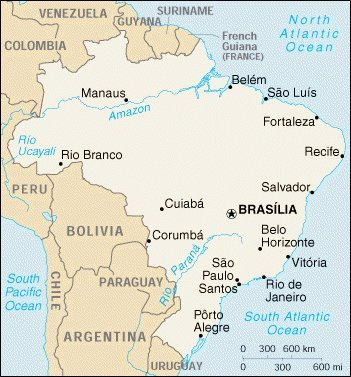 VENEZUELA
SURINAME
GUYANA
COLOMBIA
French
Guiana
(FRANCE)
North
Atlantic
Ocean
Belém
Manaus
São Luís
Amazon
Fortaleza
Río
Ucayali
Rio Branco
Recife
PERU
Salvador
Cuiabá
BRASÍLIA
BOLIVIA
Corumbá
Belo
Horizonte
Rio Paraná
Vitória
São
Paulo
Santos
Rio de
Janeiro
South
Pacific
Ocean
CHILE
PARAGUAY
Pôrto
Alegre
South Atlantic
Ocean
ARGENTINA
0 300 600 km
0 300 600 mi
URUGUAY